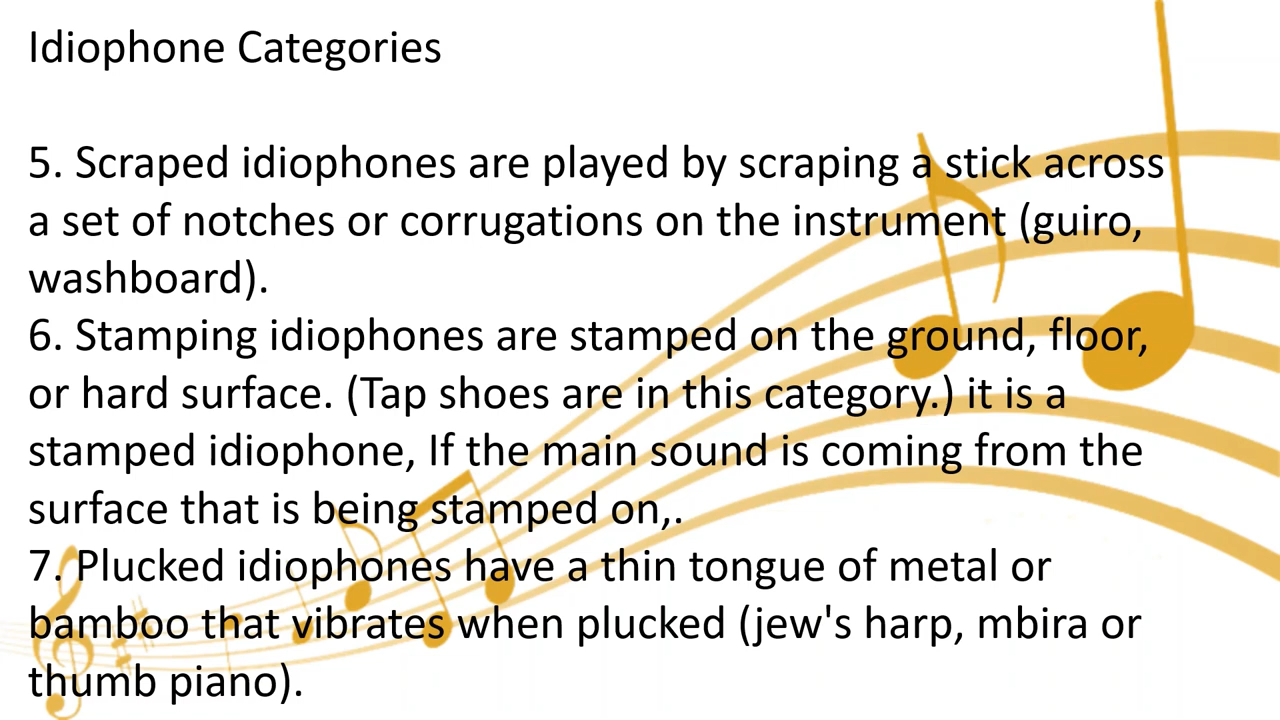 Idiophone Categories
5. Scraped idiophones are played by scraping a stick across
a set of notches or corrugations on the instrument (guiro,
washboard).
6. Stamping idiophones are stamped on the ground, floor,
or hard surface. (Tap shoes are in this category.) it is a
stamped idiophone, If the main sound is coming from the
surface that is being stamped on,.
7. Plucked idiophones have a thin tongue of metal or
bamboo that vibrates when plucked (jew's harp, mbira or
thumb piano).